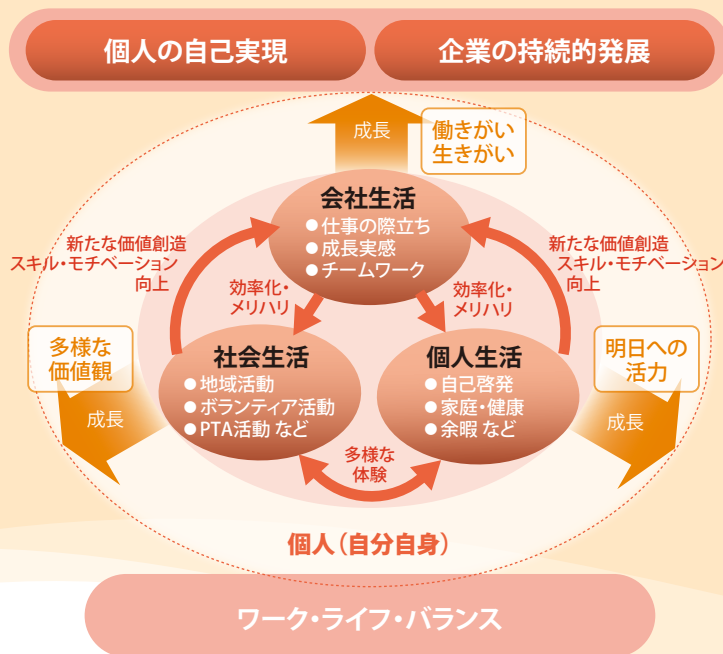 個人の自己実現
企業の持続的発展
成長
働きがい
生きがい
会社生活
●仕事の際立ち
●成長実感
●チームワーク
新たな価値創造
スキル・モチベーション
向上
新たな価値創造
スキル・モチベーション
向上
効率化・
メリハリ
効率化・
メリハリ
多様な
価値観
成長
社会生活
●地域活動
●ボランティア活動
●PTA活動 など
個人生活
●自己啓発
●家庭・健康
●余暇 など
明日への
活力
成長
多様な
体験
個人（自分自身）
ワーク・ライフ・バランス